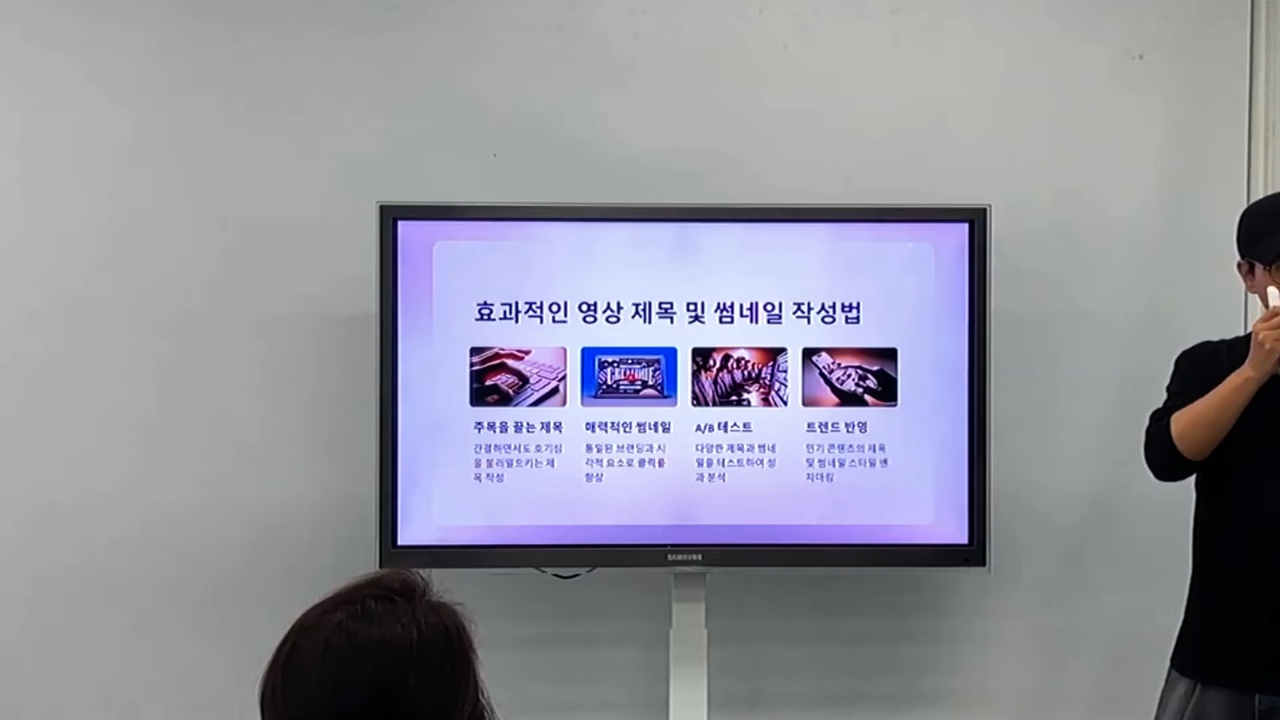 효과적인 영상 제목 및 썸네일 작성법
CREATIVE
주목을 끌는 제목
간결하면서도 호기심
을 불러일으키는 제
목 작성
매력적인 썸네일
통일된 브랜딩과 시
각적 요소로 클릭률
향상
A/B 테스트
다양한 제목과 썸네
일을 테스트하여 성
과 분석
트렌드 반영
인기 콘텐츠의 제목
및 썸네일 스타일 벤
치마킹
SAMSUNG